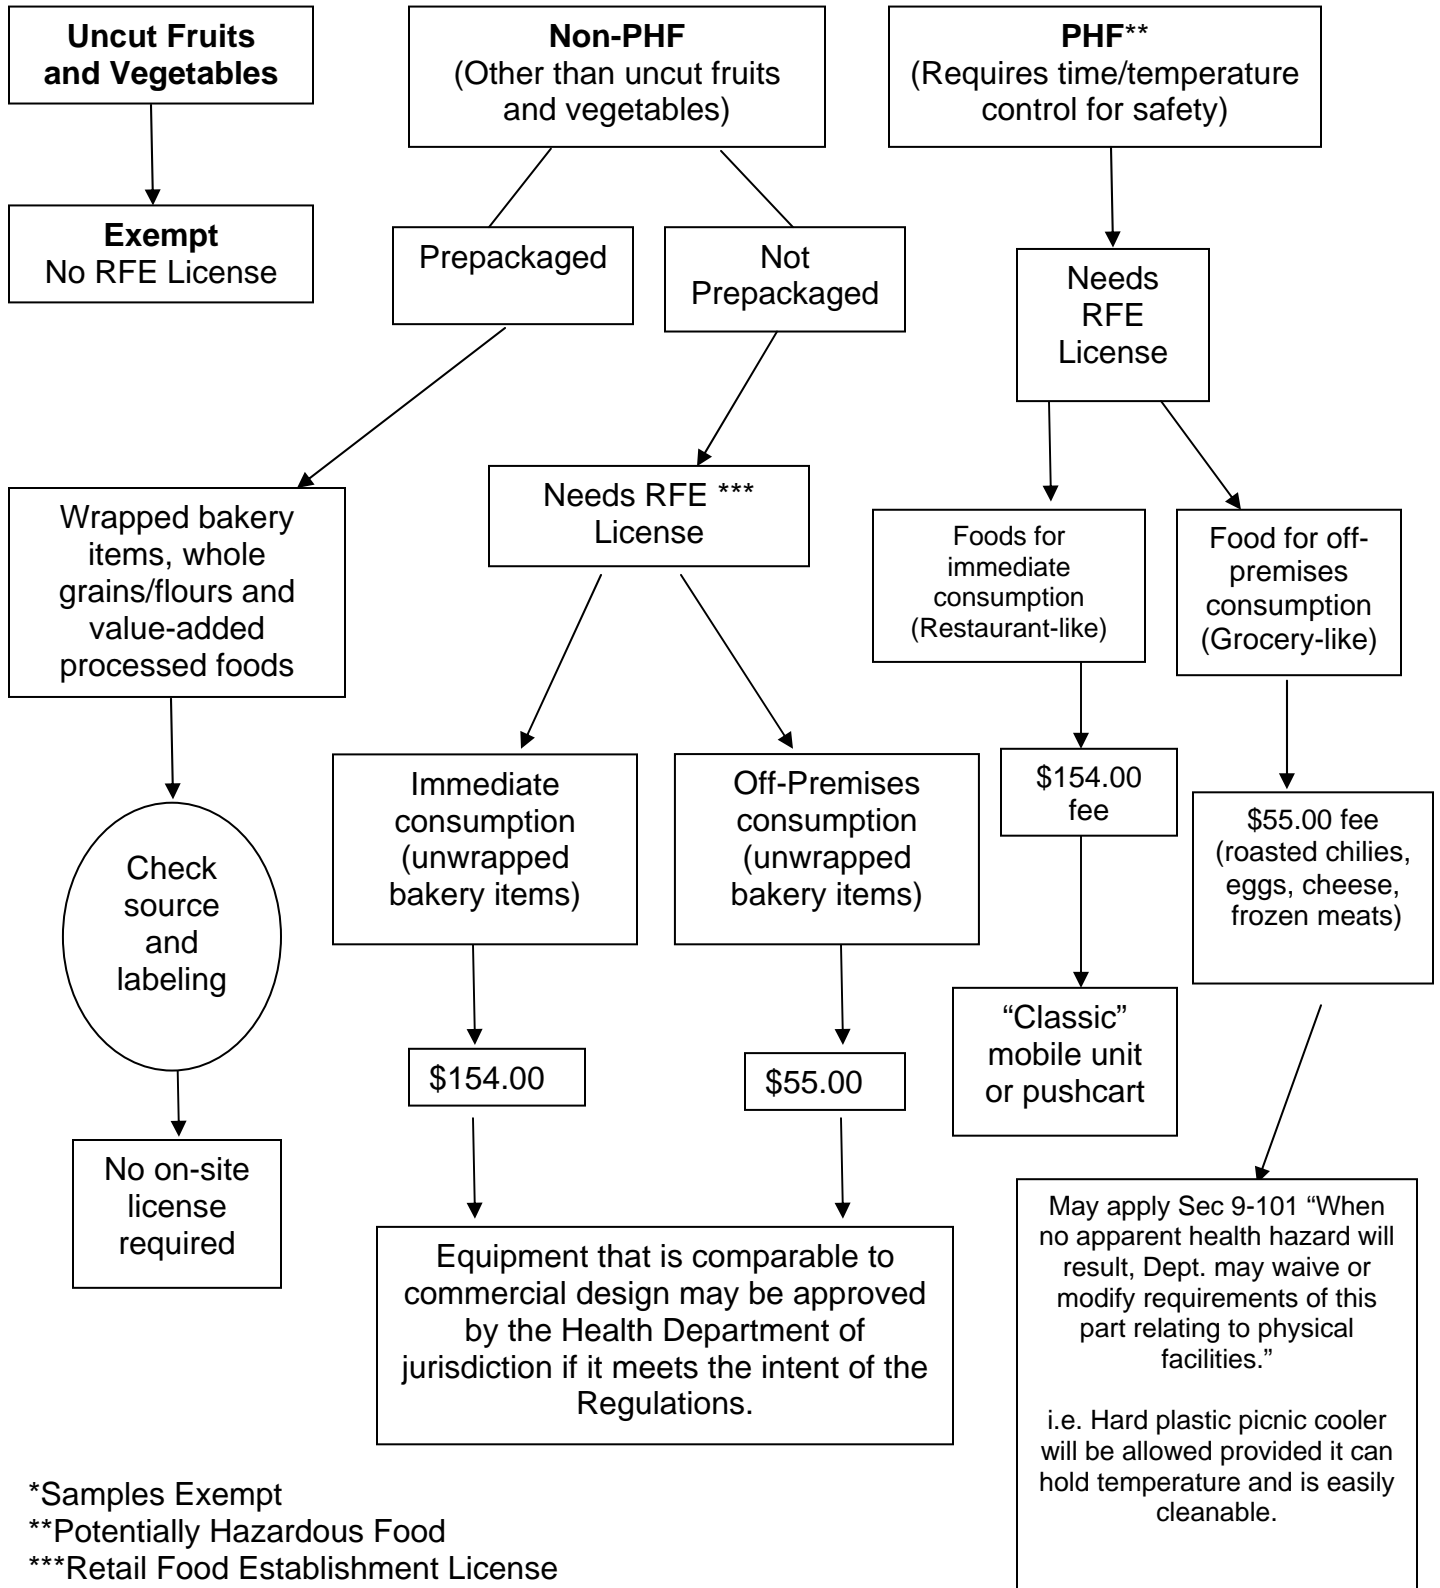 Uncut Fruits
and Vegetables
Exempt
No RFE License
Non-PHF
(Other than uncut fruits
and vegetables)
Prepackaged
Not
Prepackaged
PHF**
(Requires time/temperature
control for safety)
Needs
RFE
License
Wrapped bakery
items, whole
grains/flours and
value-added
processed foods
Check
source
and
labeling
No on-site
license
required
Needs RFE ***
License
Immediate
consumption
(unwrapped
bakery items)
$154.00
Off-Premises
consumption
(unwrapped
bakery items)
$55.00
Equipment that is comparable to
commercial design may be approved
by the Health Department of
jurisdiction if it meets the intent of the
Regulations.
Foods for
immediate
consumption
(Restaurant-like)
$154.00
fee
“Classic”
mobile unit
or pushcart
Food for off-
premises
consumption
(Grocery-like)
$55.00 fee
(roasted chilies,
eggs, cheese,
frozen meats)
May apply Sec 9-101 “When
no apparent health hazard will
result, Dept. may waive or
modify requirements of this
part relating to physical
facilities.”
i.e. Hard plastic picnic cooler
will be allowed provided it can
hold temperature and is easily
cleanable.
*Samples Exempt
**Potentially Hazardous Food
***Retail Food Establishment License